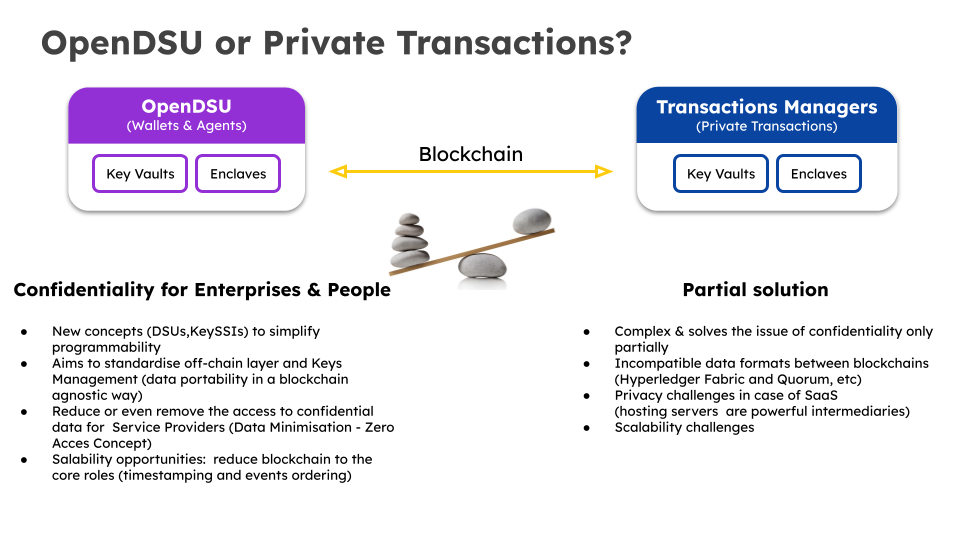 OpenDSU or Private Transactions?
OpenDSU
(Wallets & Agents)
Key Vaults
Enclaves
Blockchain
Transactions Managers
(Private Transactions)
Key Vaults
Enclaves
Confidentiality for Enterprises & People
● New concepts (DSUs,KeySSIs) to simplify
programmability
● Aims to standardise off-chain layer and Keys
Management (data portability in a blockchain
agnostic way)
● Reduce or even remove the access to confidential
data for  Service Providers (Data Minimisation - Zero
Acces Concept)
● Salability opportunities:  reduce blockchain to the
core roles (timestamping and events ordering)
Partial solution
● Complex & solves the issue of confidentiality only
partially
● Incompatible data formats between blockchains
(Hyperledger Fabric and Quorum, etc)
● Privacy challenges in case of SaaS
(hosting servers  are powerful intermediaries)
● Scalability challenges